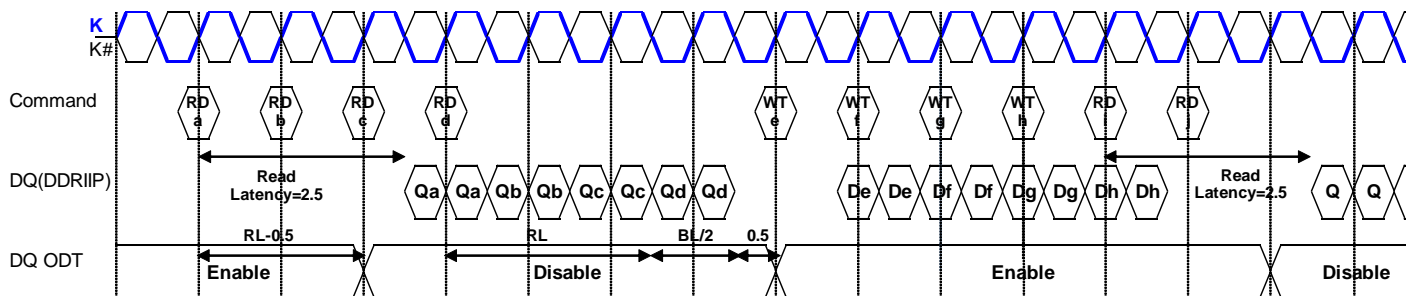 K
K#
Command
RD a
RD b
RD c
RD d
WT e
WT f
WT g
WT h
RD i
RD j
DQ(DDRIIP)
Read
Latency=2.5
Qa Qa Qb Qb Qc Qc Qd Qd
De De Df Df Dg Dg Dh Dh
Read
Latency=2.5
Q Q
RL-0.5
RL
BL/2
0.5
DQ ODT
Enable
Disable
Enable
Disable